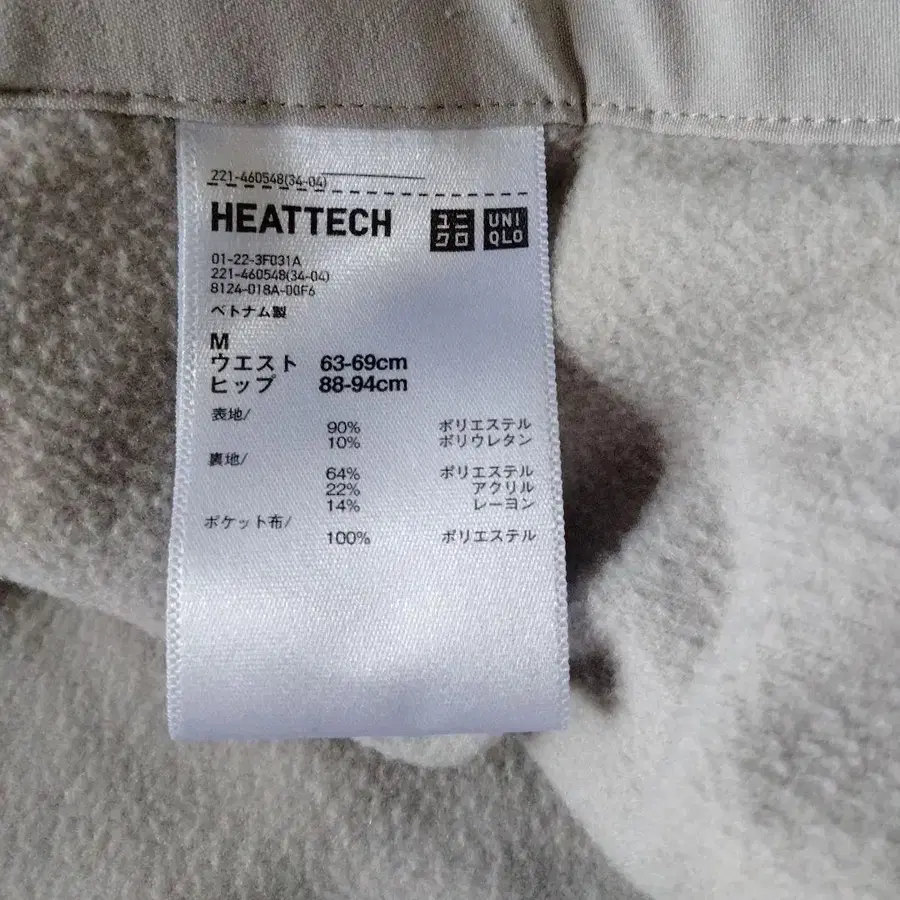 221-460548(34-04)
HEATTECH ユニクロ UNIQLO
01-22-3F031A
221-460548(34-04)
8124-018A-00F6
ベトナム製
M
ウエスト 63-69cm
ヒップ 88-94cm
表地/
90% ポリエステル
10% ポリウレタン
裏地/
64% ポリエステル
22% アクリル
14% レーヨン
ポケット布/
100% ポリエステル